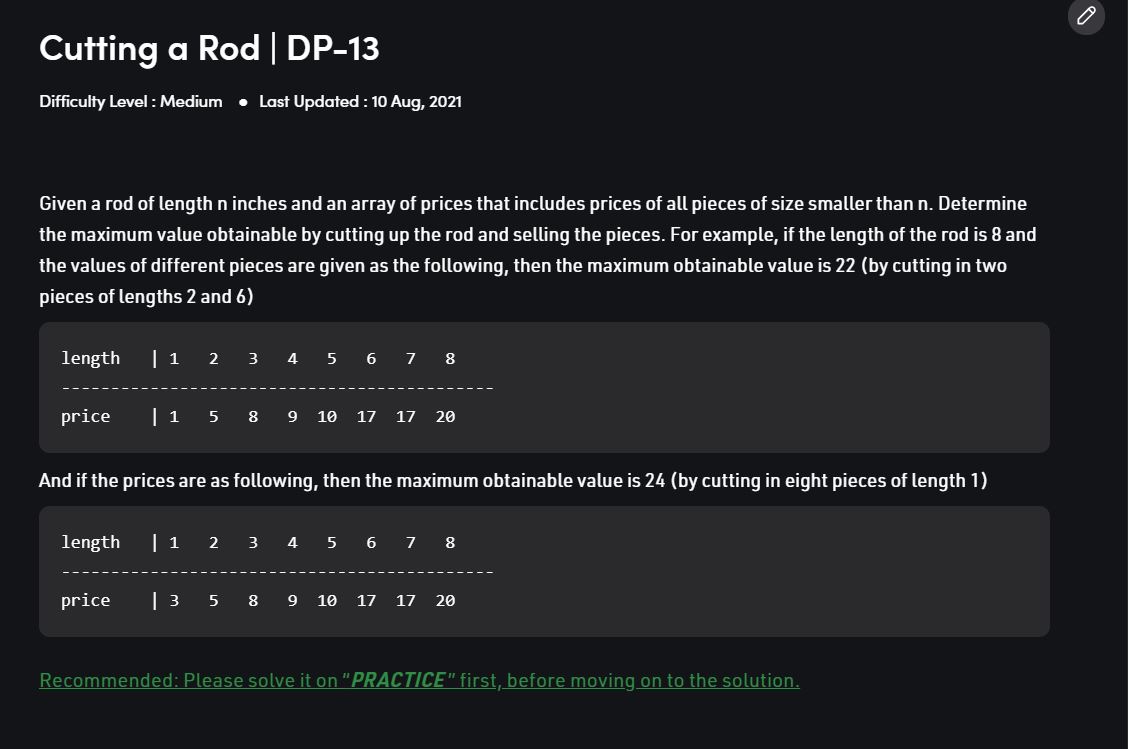 Cutting a Rod | DP-13
Difficulty Level : Medium ● Last Updated : 10 Aug, 2021
Given a rod of length n inches and an array of prices that includes prices of all pieces of size smaller than n. Determine
the maximum value obtainable by cutting up the rod and selling the pieces. For example, if the length of the rod is 8 and
the values of different pieces are given as the following, then the maximum obtainable value is 22 (by cutting in two
pieces of lengths 2 and 6)
length   | 1   2   3   4   5   6   7   8
--------------------------------------------
price    | 1   5   8   9  10  17  17  20
And if the prices are as following, then the maximum obtainable value is 24 (by cutting in eight pieces of length 1)
length   | 1   2   3   4   5   6   7   8
--------------------------------------------
price    | 3   5   8   9  10  17  17  20
Recommended: Please solve it on "PRACTICE" first, before moving on to the solution.